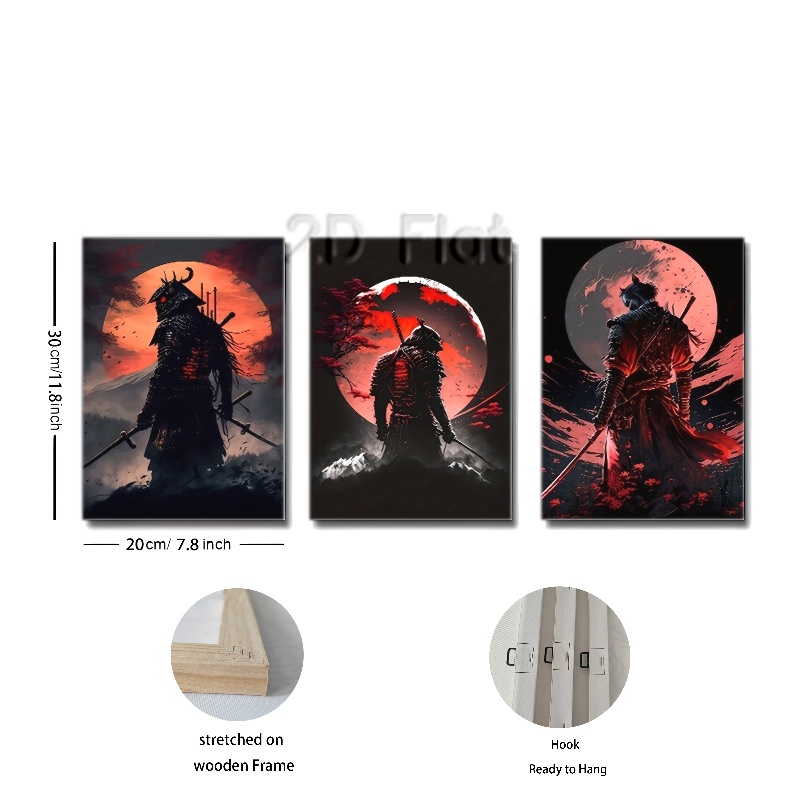 2D Flat
30cm/11.8inch
20cm/ 7.8 inch
stretched on
wooden Frame
Hook
Ready to Hang